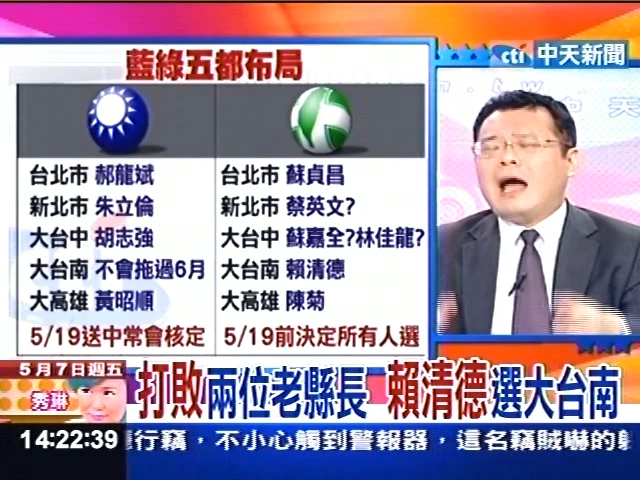 藍綠五都布局
cti 中天新聞
台北市 郝龍斌
新北市 朱立倫
大台中 胡志強
大台南 不會拖過6月
大高雄 黃昭順
5/19送中常會核定
台北市 蘇貞昌
新北市 蔡英文?
大台中 蘇嘉全?林佳龍?
大台南 賴清德
大高雄 陳菊
5/19前決定所有人選
5月7日週五
秀琳
打敗兩位老縣長 賴清德選大台南
14:22:39
行竊，不小心觸到警報器，這名竊賊嚇的